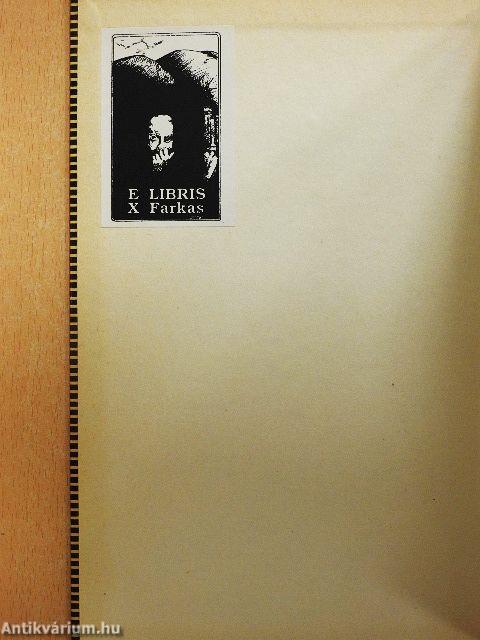 E LIBRIS
X Farkas
Antikvárium.hu